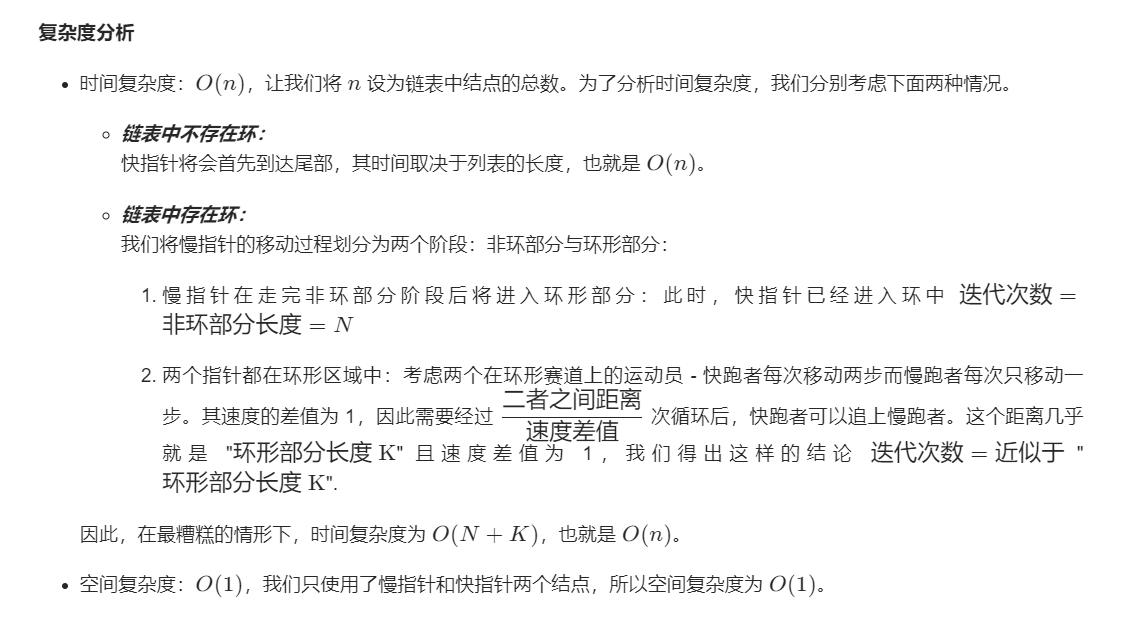 复杂度分析
• 时间复杂度：O(n)，让我们将 n 设为链表中结点的总数。为了分析时间复杂度，我们分别考虑下面两种情况。
○ 链表中不存在环：
快指针将会首先到达尾部，其时间取决于列表的长度，也就是 O(n)。
○ 链表中存在环：
我们将慢指针的移动过程划分为两个阶段：非环部分与环形部分：
1. 慢指针在走完非环部分阶段后将进入环形部分：此时，快指针已经进入环中 迭代次数 =
非环部分长度 = N
2. 两个指针都在环形区域中：考虑两个在环形赛道上的运动员 - 快跑者每次移动两步而慢跑者每次只移动一
步。其速度的差值为 1，因此需要经过 二者之间距离/速度差值 次循环后，快跑者可以追上慢跑者。这个距离几乎
就是 "环形部分长度 K" 且速度差值为 1，我们得出这样的结论 迭代次数 = 近似于 "
环形部分长度 K".
因此，在最糟糕的情形下，时间复杂度为 O(N + K)，也就是 O(n)。
• 空间复杂度：O(1)，我们只使用了慢指针和快指针两个结点，所以空间复杂度为 O(1)。